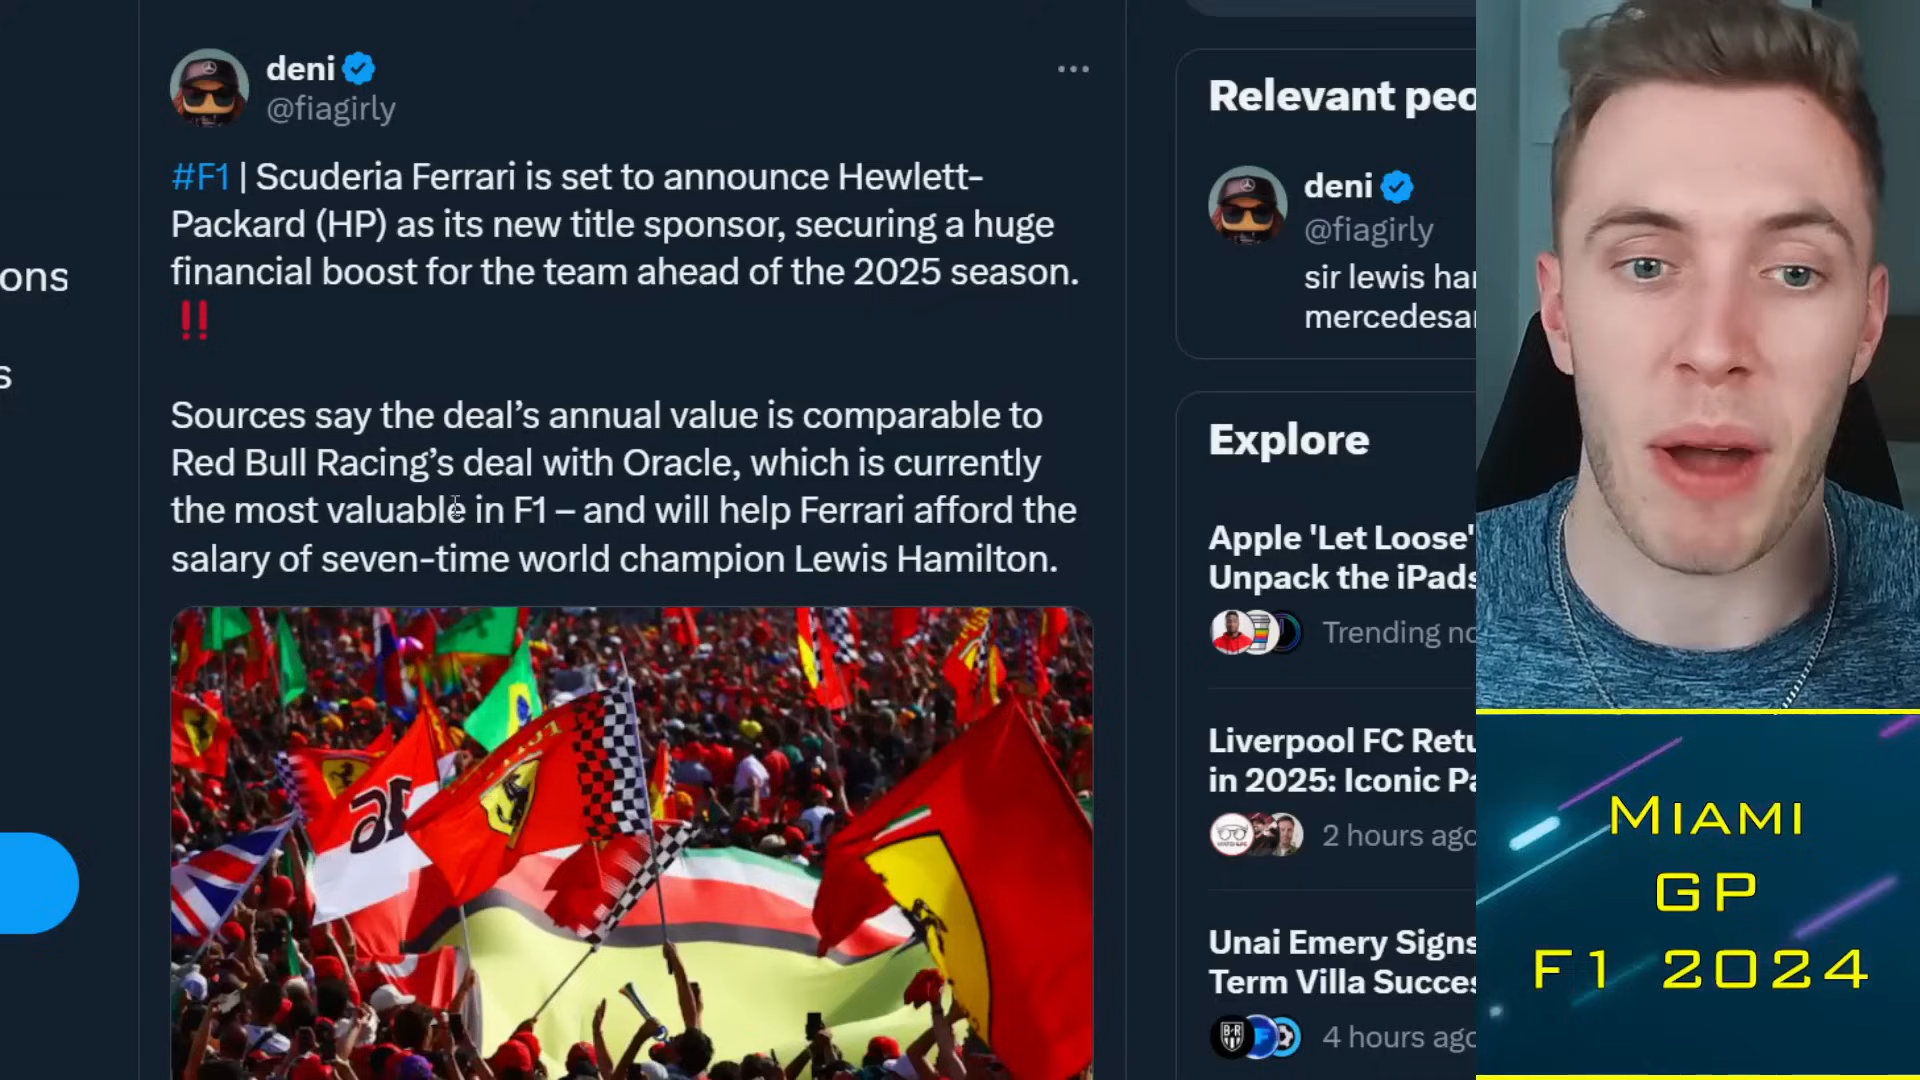 deni
@fiagirly
#F1 | Scuderia Ferrari is set to announce Hewlett-
Packard (HP) as its new title sponsor, securing a huge
financial boost for the team ahead of the 2025 season.
‼️
Sources say the deal’s annual value is comparable to
Red Bull Racing’s deal with Oracle, which is currently
the most valuable in F1 – and will help Ferrari afford the
salary of seven-time world champion Lewis Hamilton.
16
ons
s
Relevant peo
deni
@fiagirly
sir lewis ha
mercedesa
Explore
Apple 'Let Loose'
Unpack the iPads
Trending no
Liverpool FC Retu
in 2025: Iconic Pa
2 hours ago
Unai Emery Signs
Term Villa Succes
4 hours ago
MIAMI
GP
F1 2024